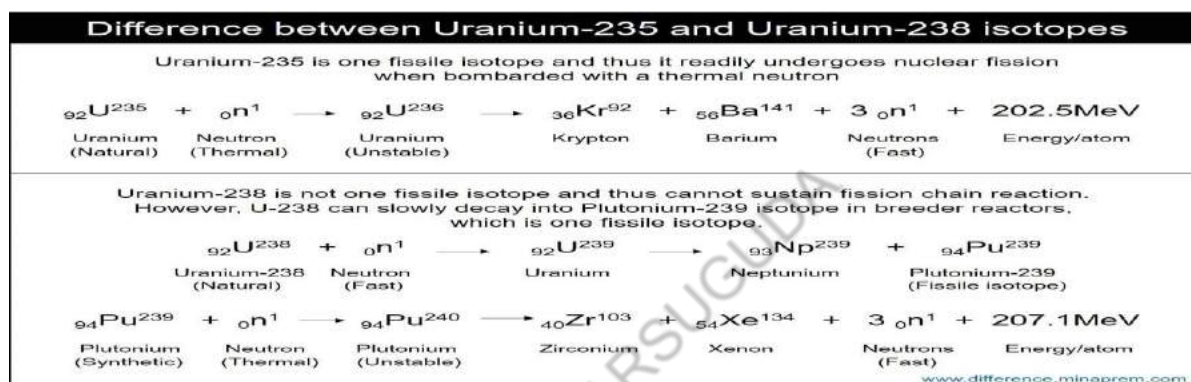 Difference between Uranium-235 and Uranium-238 isotopes
Uranium-235 is one fissile isotope and thus it readily undergoes nuclear fission
when bombarded with a thermal neutron
₉₂U²³⁵ + ₀n¹ → ₉₂U²³⁶ → ₃₆Kr⁹² + ₅₆Ba¹⁴¹ + 3 ₀n¹ + 202.5MeV
Uranium Neutron Uranium Krypton Barium Neutrons Energy/atom
(Natural) (Thermal) (Unstable) (Fast)
Uranium-238 is not one fissile isotope and thus cannot sustain fission chain reaction.
However, U-238 can slowly decay into Plutonium-239 isotope in breeder reactors,
which is one fissile isotope.
₉₂U²³⁸ + ₀n¹ → ₉₂U²³⁹ → ₉₃Np²³⁹ + ₉₄Pu²³⁹
Uranium-238 Neutron Uranium Neptunium Plutonium-239
(Natural) (Fast) (Fissile isotope)
₉₄Pu²³⁹ + ₀n¹ → ₉₄Pu²⁴⁰ → ₄₀Zr¹⁰³ + ₅₄Xe¹³⁴ + 3 ₀n¹ + 207.1MeV
Plutonium Neutron Plutonium Zirconium Xenon Neutrons Energy/atom
(Synthetic) (Thermal) (Unstable) (Fast)
www.difference.minaprem.com
RSUGUDA